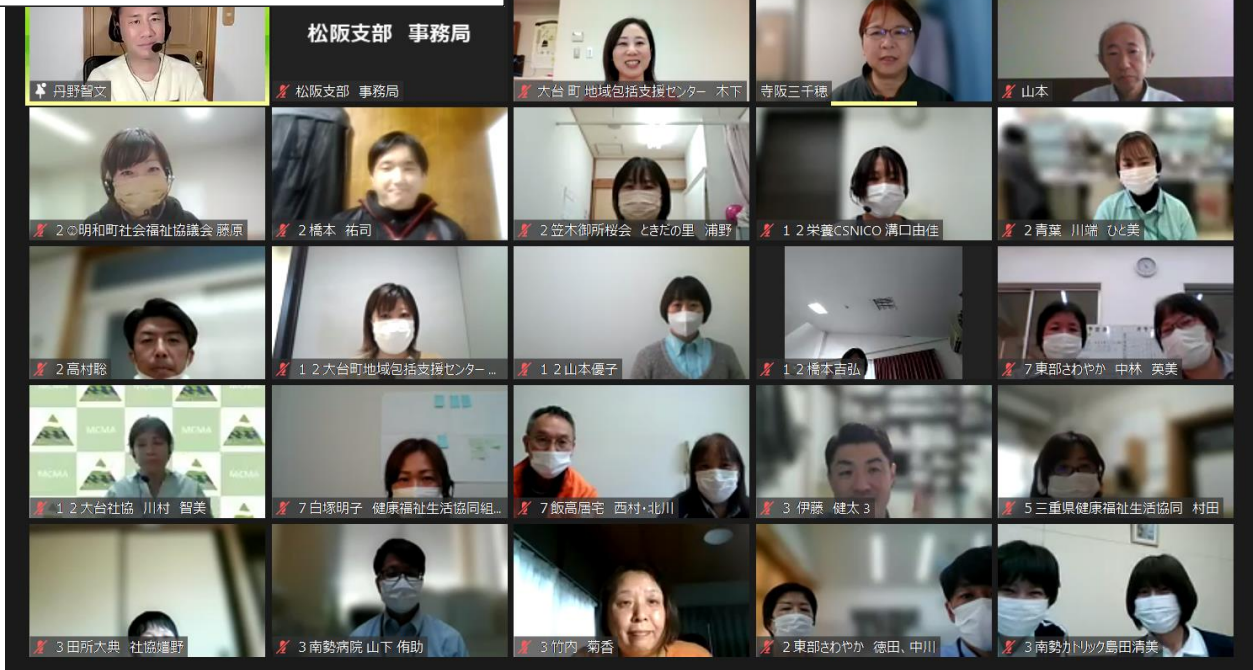 松阪支部 事務局
丹野智文
松阪支部 事務局
大台町 地域包括支援センター 木下
寺阪三千穂
山本
2◎明和町社会福祉協議会 藤原
2橋本 祐司
2笠木御所桜会 ときだの里 浦野
12栄養CSNICO 溝口由佳
2青葉 川端 ひと美
2高村聡
12大台町地域包括支援センター...
12山本優子
12橋本吉弘
7東部さわやか 中林 英美
MCMA
MCMA
MCMA
12大台社協 川村 智美
7白塚明子 健康福祉生活協同組...
7飯高居宅 西村・北川
3 伊藤 健太3
5三重県健康福祉生活協同 村田
3田所大典 社協嬉野
3南勢病院 山下 侑助
3竹内 菊香
2東部さわやか 徳田、中川
3南勢カトリック島田清美